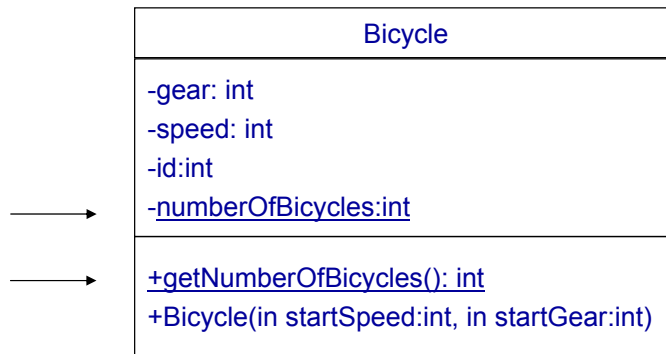 Bicycle
-gear: int
-speed: int
-id:int
-numberOfBicycles:int
+getNumberOfBicycles(): int
+Bicycle(in startSpeed:int, in startGear:int)